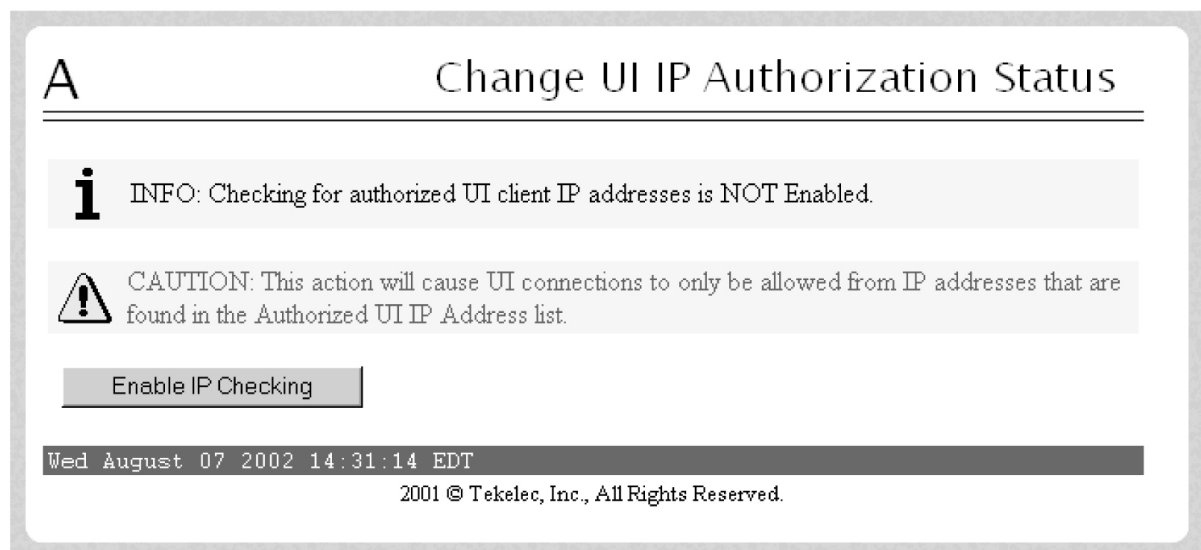 A
Change UI IP Authorization Status
i
INFO: Checking for authorized UI client IP addresses is NOT Enabled.
CAUTION: This action will cause UI connections to only be allowed from IP addresses that are
found in the Authorized UI IP Address list.
Enable IP Checking
Wed August 07 2002 14:31:14 EDT
2001 © Tekelec, Inc., All Rights Reserved.